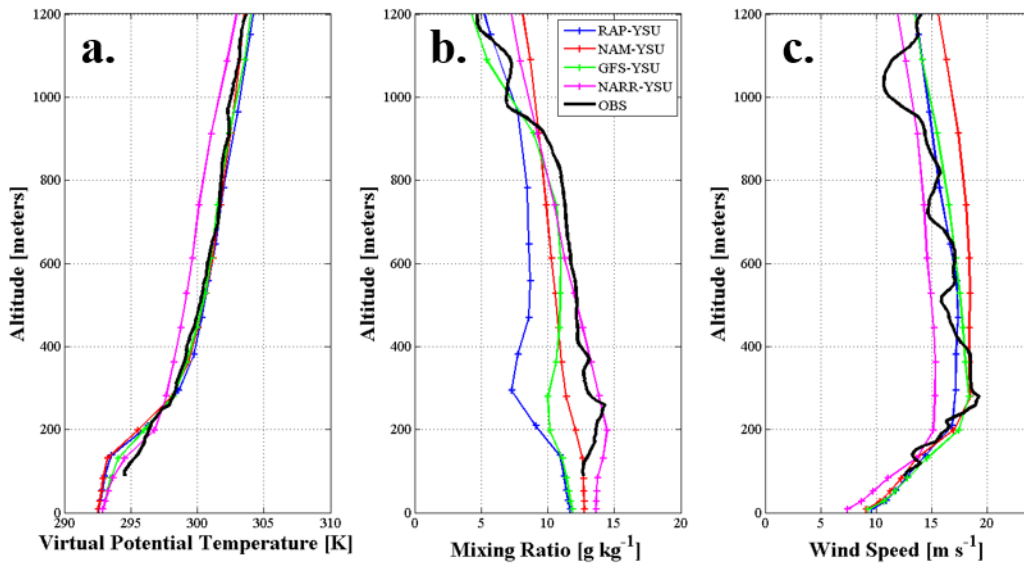 a.
1200
1000
800
600
400
200
0
290
295
300
305
310
Altitude [meters]
Virtual Potential Temperature [K]
b.
RAP-YSU
NAM-YSU
GFS-YSU
NARR-YSU
OBS
1200
1000
800
600
400
200
0
0
5
10
15
20
Altitude [meters]
Mixing Ratio [g kg⁻¹]
c.
1200
1000
800
600
400
200
0
0
5
10
15
20
Altitude [meters]
Wind Speed [m s⁻¹]